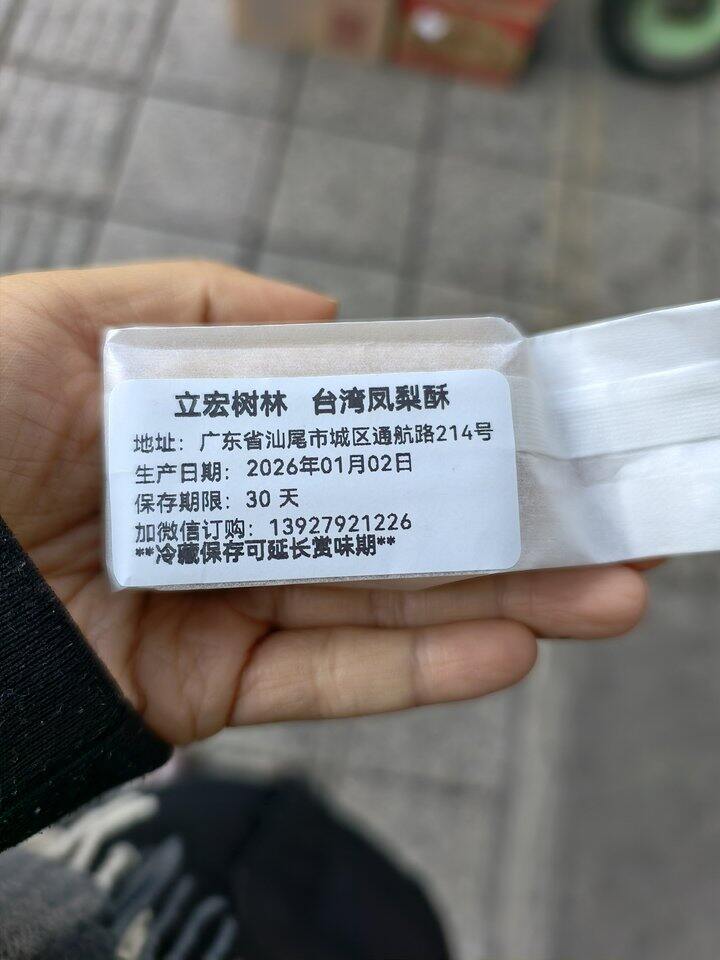 立宏树林 台湾凤梨酥
地址：广东省汕尾市城区通航路214号
生产日期：2026年01月02日
保存期限：30 天
加微信订购：13927921226
**冷藏保存可延长赏味期**